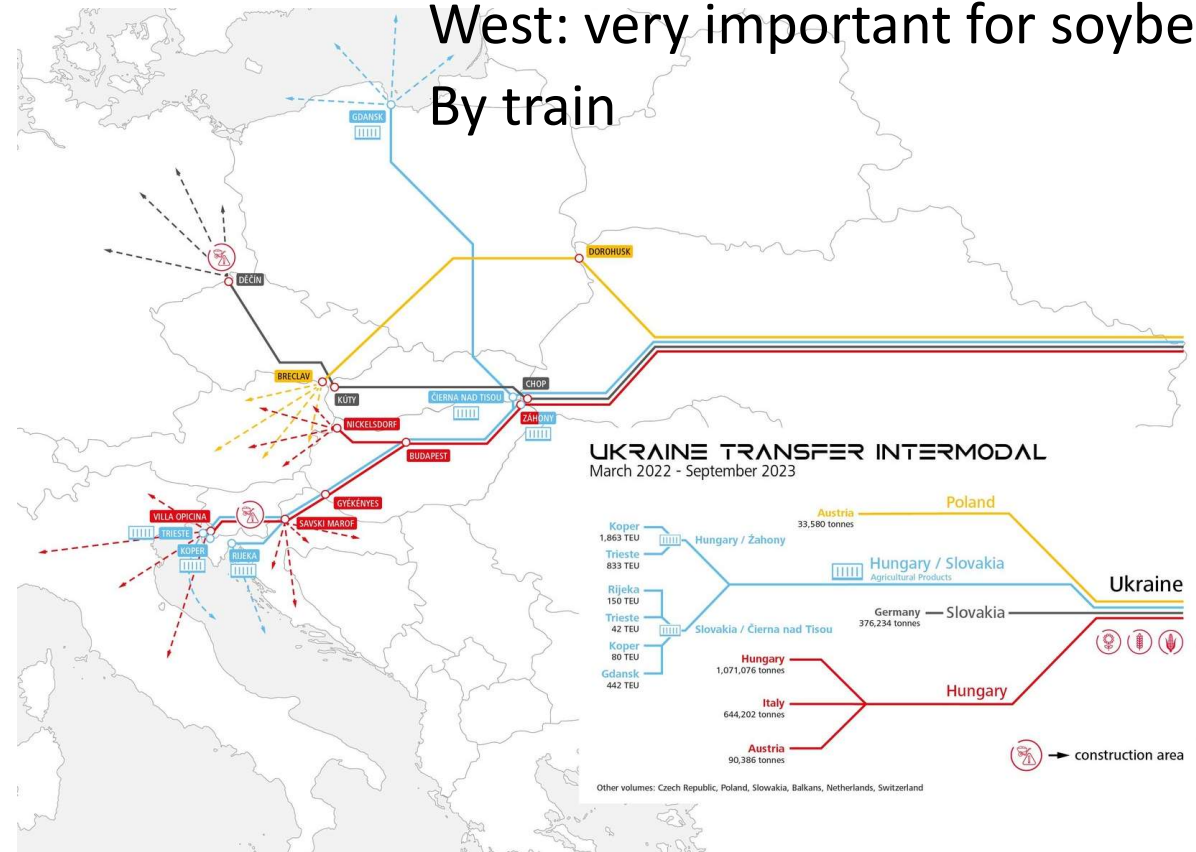 West: very important for soybe
By train
GDANSK
DOROHUSK
DĚČÍN
BRECLAV
KÚTY
ČIERNA NAD TISOU
CHOP
ZÁHONY
NICKELSDORF
BUDAPEST
GYÉKÉNYES
VILLA OPICINA
SAVSKI MAROF
TRIESTE
KOPER
RIJEKA
UKRAINE TRANSFER INTERMODAL
March 2022 - September 2023
Poland
Austria
33,580 tonnes
Koper
1,863 TEU
Hungary / Żahony
Trieste
833 TEU
Hungary / Slovakia
Agricultural Products
Ukraine
Rijeka
150 TEU
Germany
376,234 tonnes
Slovakia
Trieste
42 TEU
Slovakia / Čierna nad Tisou
Koper
80 TEU
Gdansk
442 TEU
Hungary
1,071,076 tonnes
Hungary
Italy
644,202 tonnes
Austria
90,386 tonnes
construction area
Other volumes: Czech Republic, Poland, Slovakia, Balkans, Netherlands, Switzerland